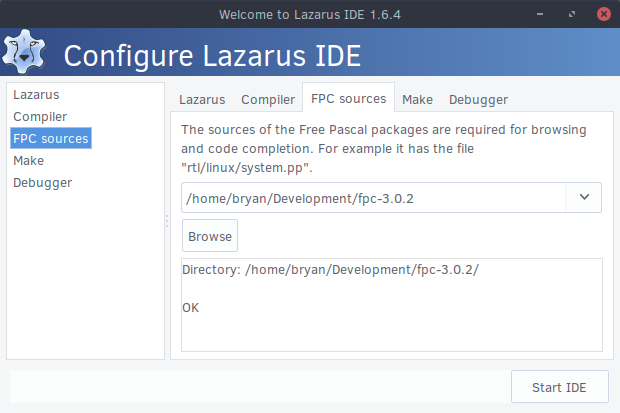 Welcome to Lazarus IDE 1.6.4
Configure Lazarus IDE
Lazarus
Compiler
FPC sources
Make
Debugger
Lazarus Compiler FPC sources Make Debugger
The sources of the Free Pascal packages are required for browsing
and code completion. For example it has the file
"rtl/linux/system.pp".
/home/bryan/Development/fpc-3.0.2
Browse
Directory: /home/bryan/Development/fpc-3.0.2/
OK
Start IDE